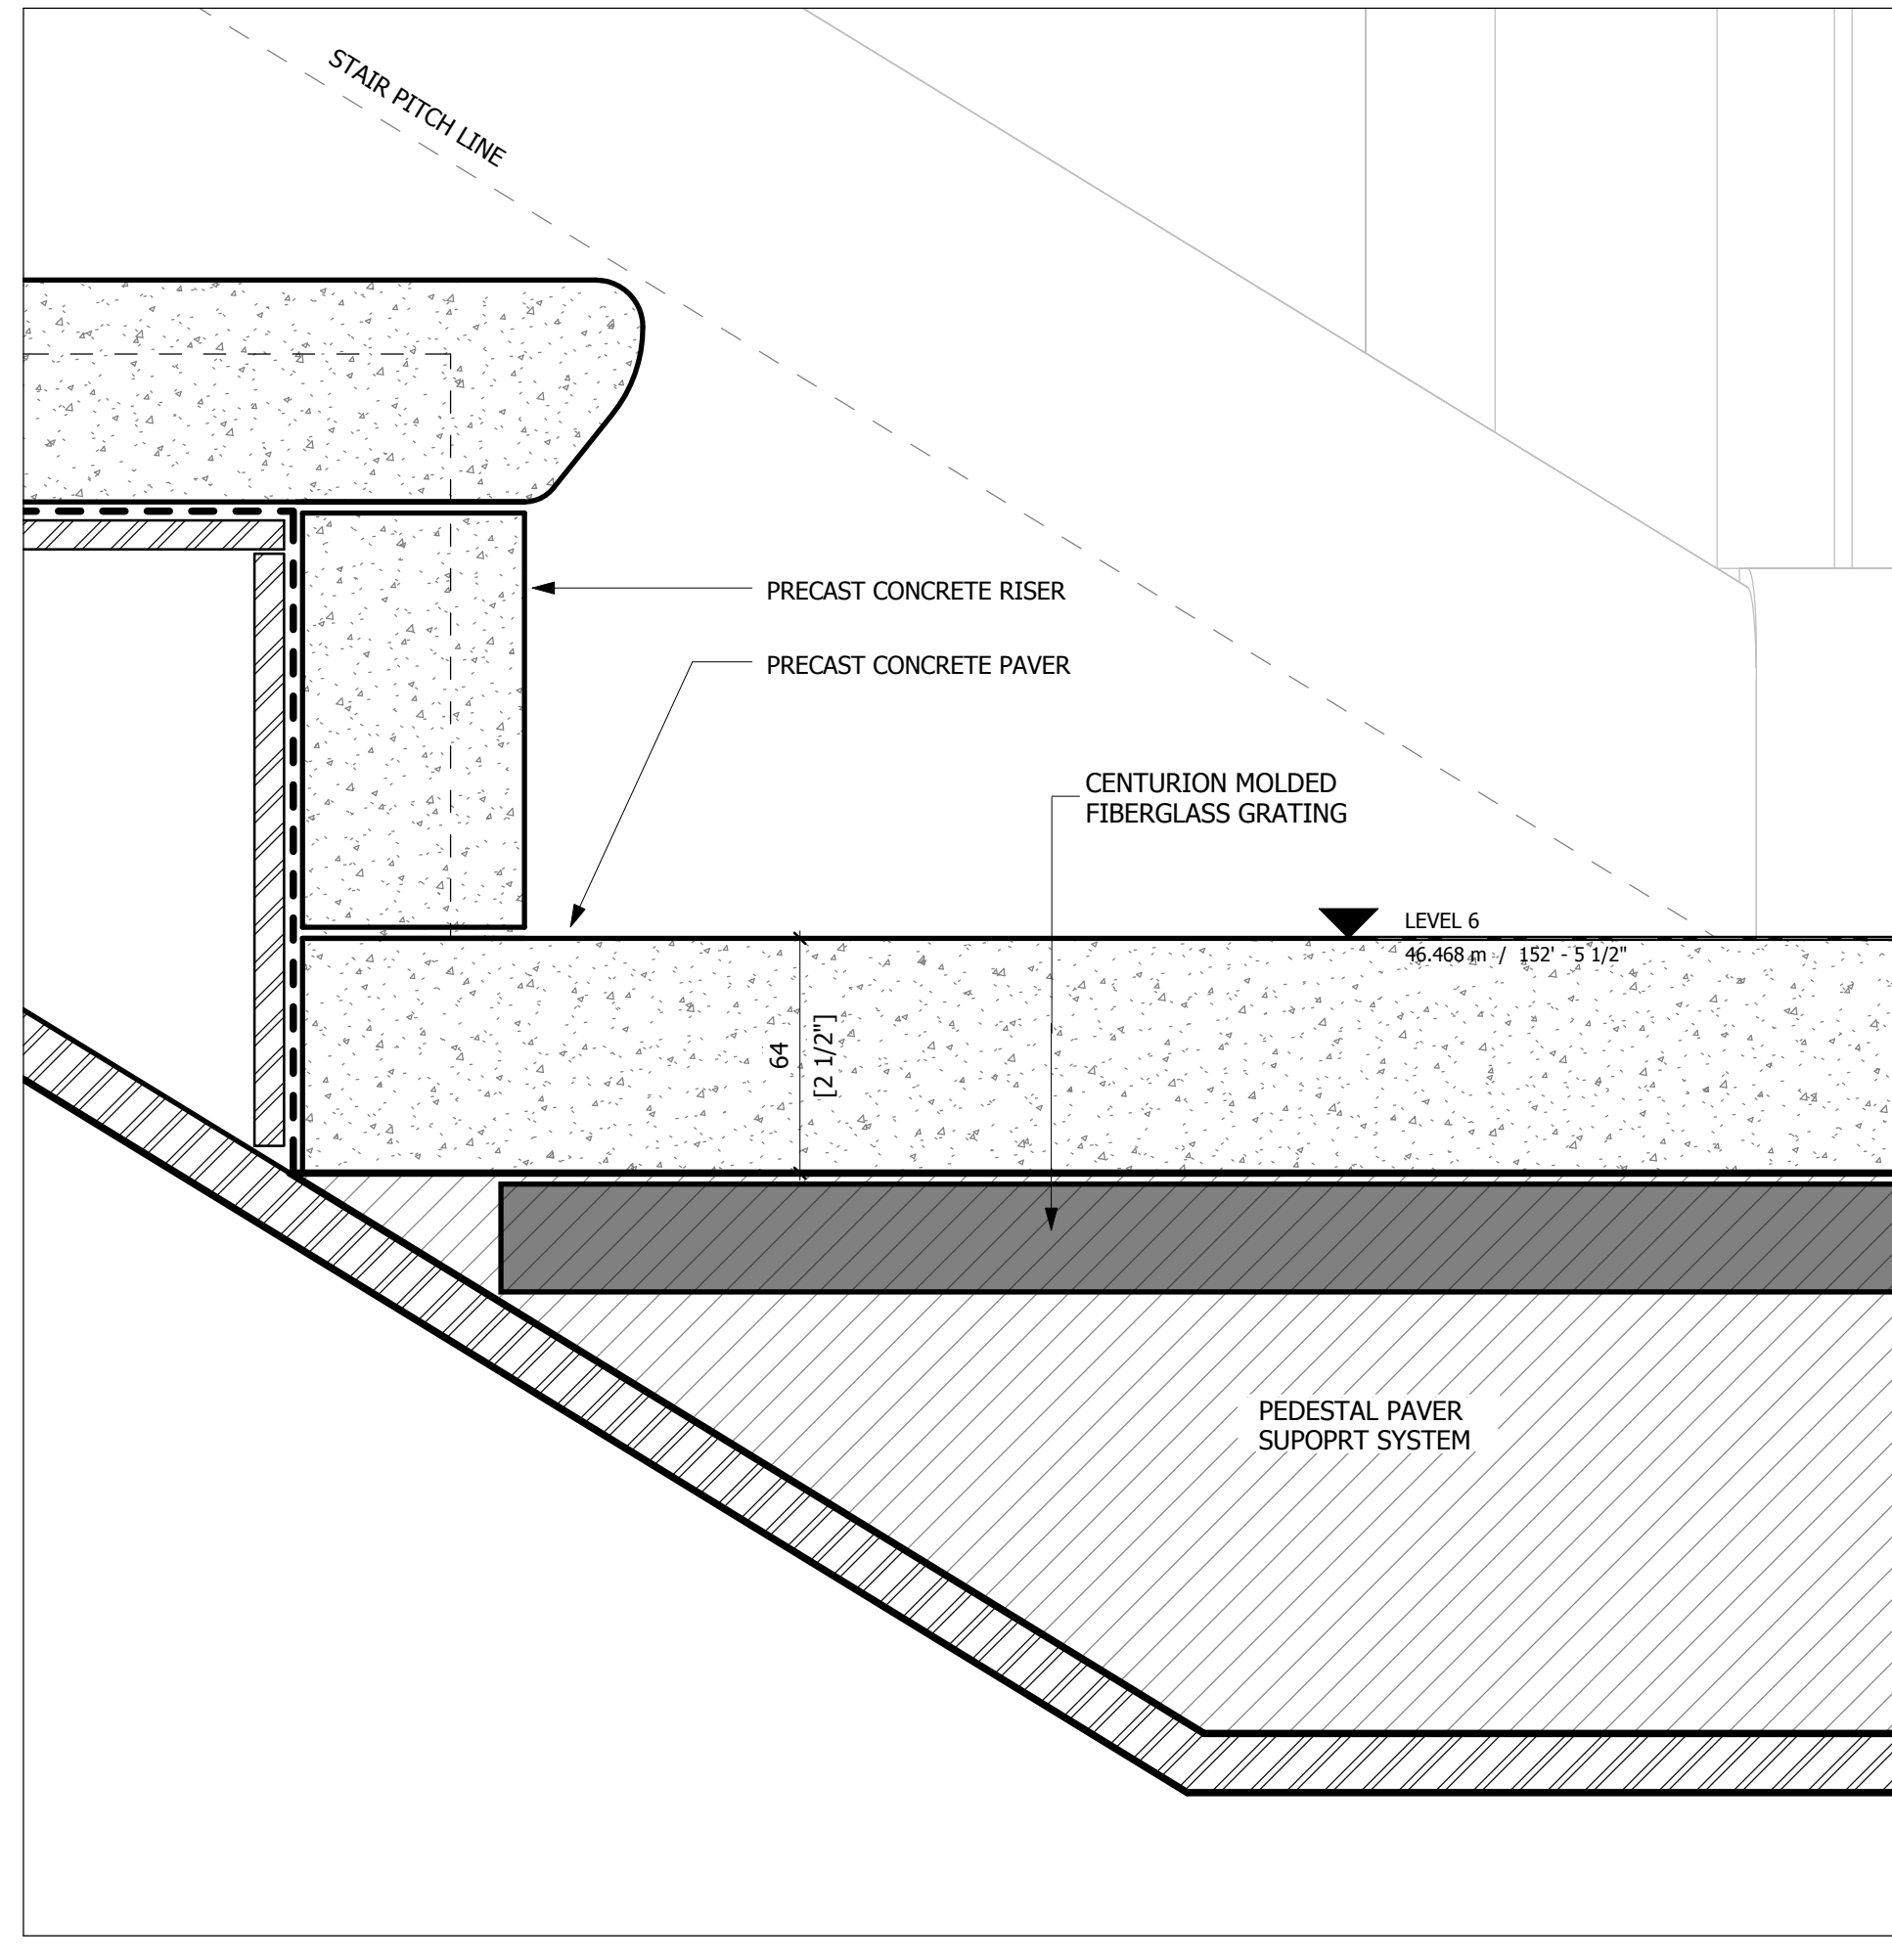 STAIR PITCH LINE
PRECAST CONCRETE RISER
PRECAST CONCRETE PAVER
CENTURION MOLDED
FIBERGLASS GRATING
LEVEL 6
46.468 m / 152' - 5 1/2"
64
[2 1/2"]
PEDESTAL PAVER
SUPOPRT SYSTEM